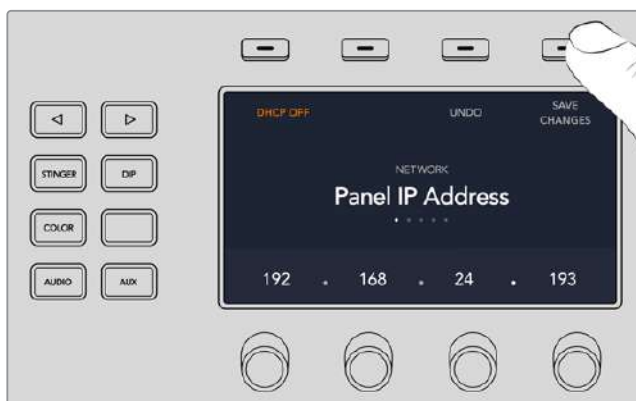 DHCP OFF
UNDO
SAVE
CHANGES
NETWORK
Panel IP Address
192 . 168 . 24 . 193
STINGER
DIP
COLOR
AUDIO
AUX